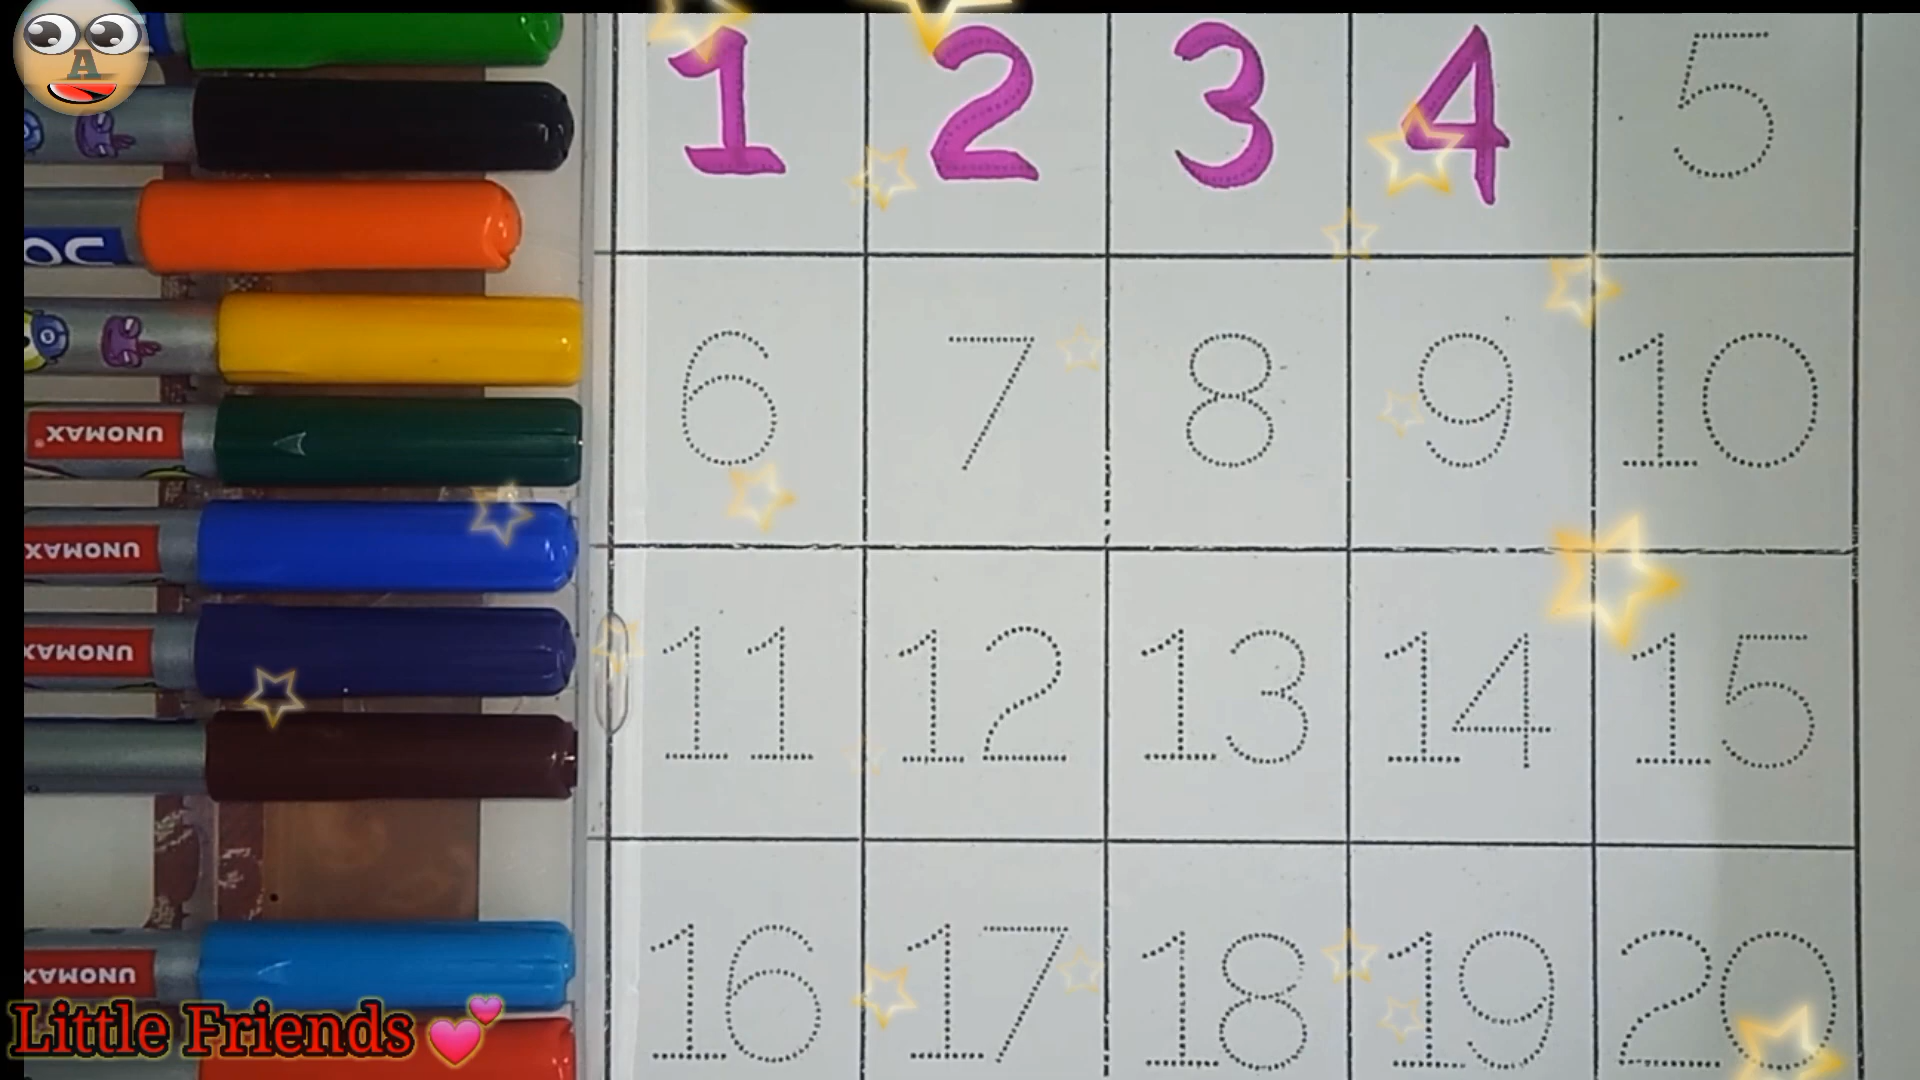 A
1 2 3 4 5
6 7 8 9 10
UNOMAX
UNOMAX
UNOMAX
11 12 13 14 15
UNOMAX
16 17 18 19 20
Little Friends